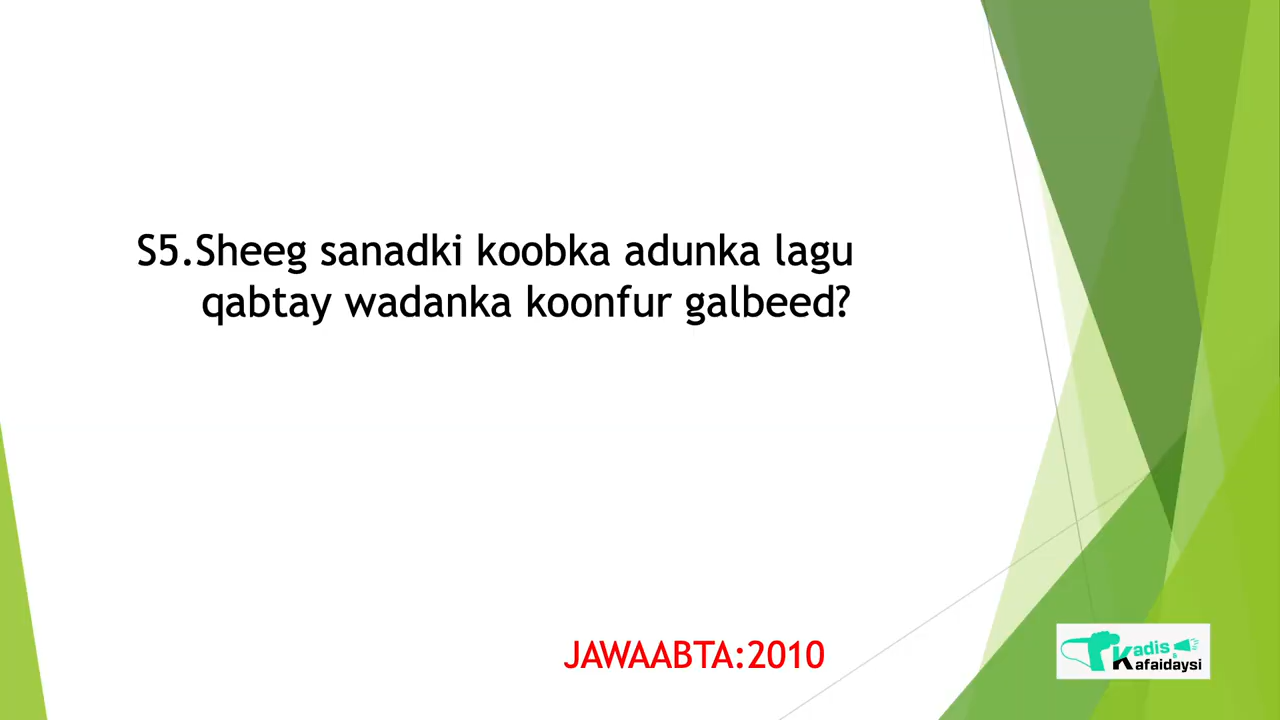 S5.Sheeg sanadki koobka adunka lagu
qabtay wadanka koonfur galbeed?
JAWAABTA:2010
Kadis
&
Kafaidaysi